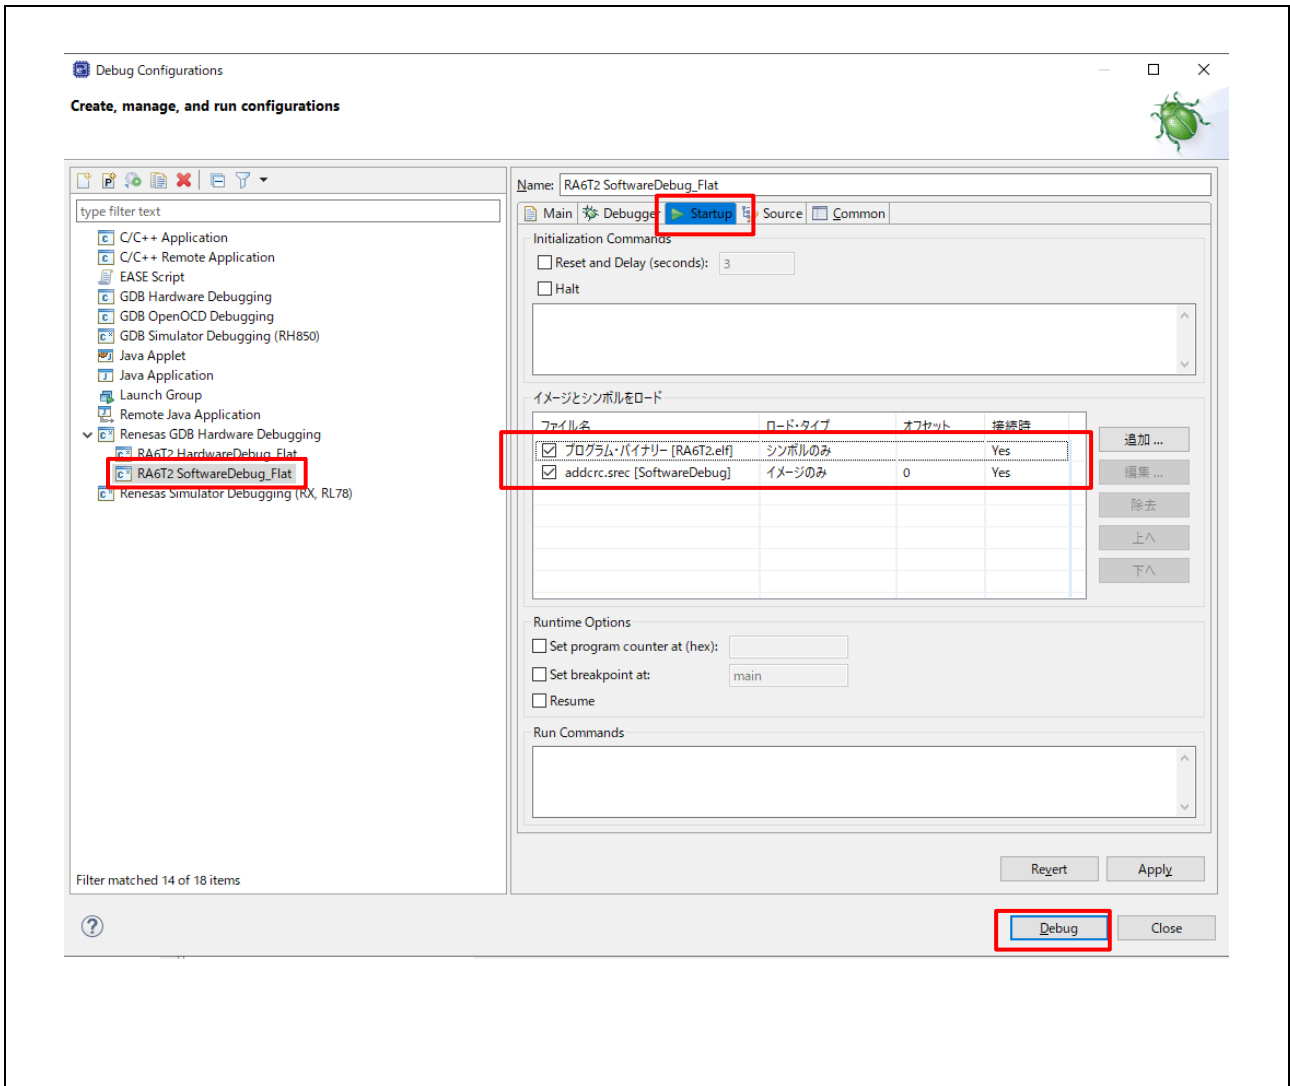 Debug Configurations
Create, manage, and run configurations
type filter text
C/C++ Application
C/C++ Remote Application
EASE Script
GDB Hardware Debugging
GDB OpenOCD Debugging
GDB Simulator Debugging (RH850)
Java Applet
Java Application
Launch Group
Remote Java Application
Renesas GDB Hardware Debugging
RA6T2 HardwareDebug_Flat
RA6T2 SoftwareDebug_Flat
Renesas Simulator Debugging (RX, RL78)
Filter matched 14 of 18 items
Name: RA6T2 SoftwareDebug_Flat
Main Debugger Startup Source Common
Initialization Commands
Reset and Delay (seconds): 3
Halt
イメージとシンボルをロード
ファイル名 ロード・タイプ オフセット 接続時
プログラム・バイナリー [RA6T2.elf] シンボルのみ Yes
addcrc.srec [SoftwareDebug] イメージのみ 0 Yes
追加 ...
編集 ...
除去
上へ
下へ
Runtime Options
Set program counter at (hex):
Set breakpoint at: main
Resume
Run Commands
Revert Apply
Debug Close